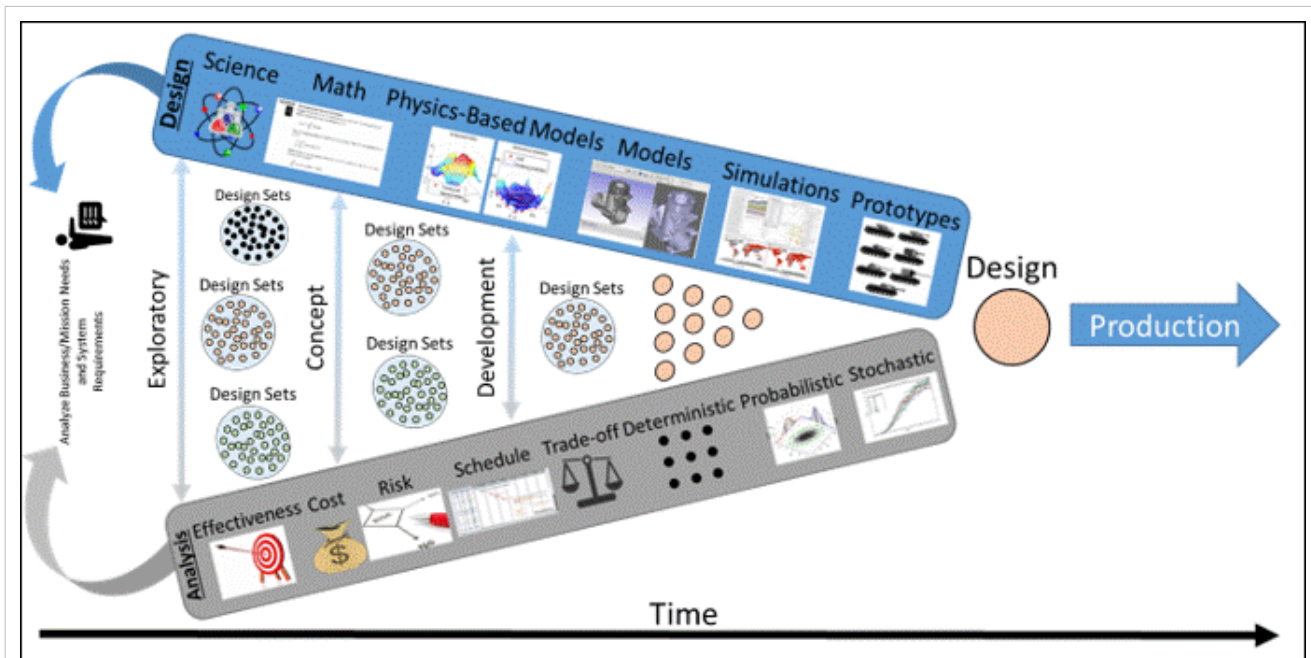 Design
Science
Math
Physics-Based Models
Models
Simulations
Prototypes
Analyze Business/Mission Needs
and System
Requirements
Exploratory
Design Sets
Design Sets
Design Sets
Concept
Design Sets
Design Sets
Development
Design Sets
Design
Production
Analysis
Effectiveness
Cost
$
Risk
Schedule
Trade-off
Deterministic
Probabilistic
Stochastic
Time